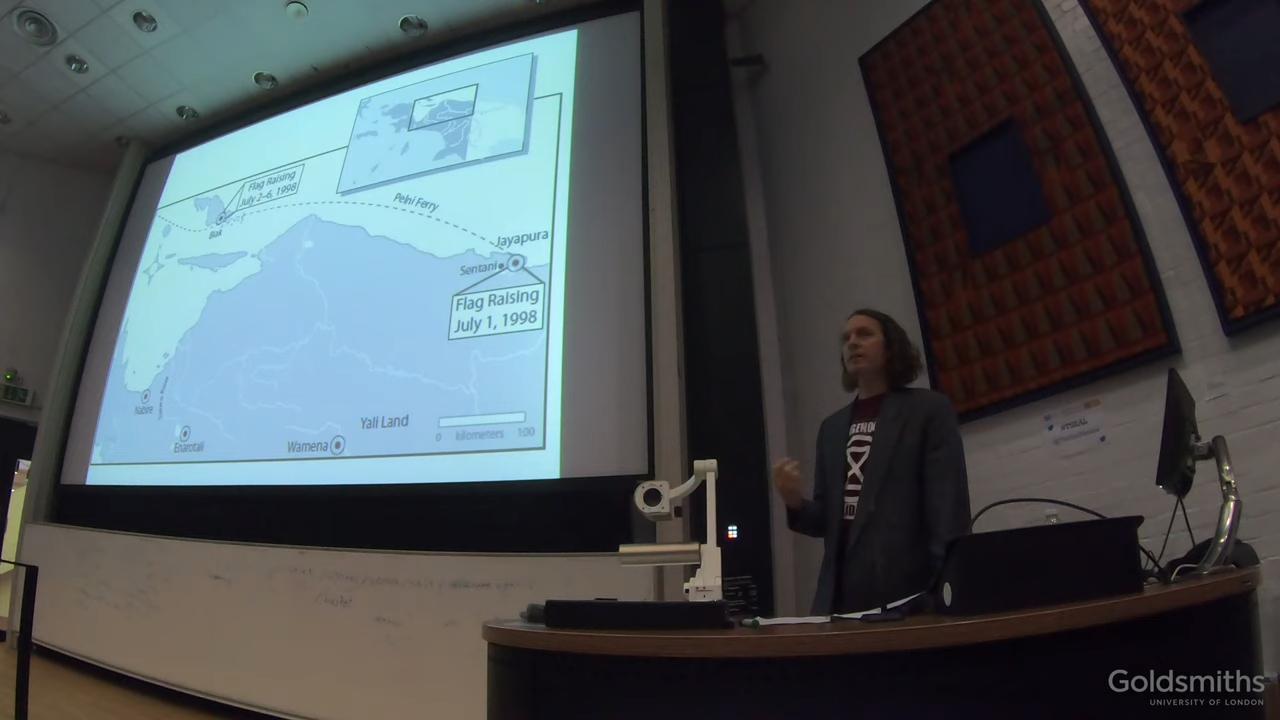 Flag Raising
July 2-6, 1998
Biak
Pelni Ferry
Jayapura
Sentani
Flag Raising
July 1, 1998
Nabire
Enarotali
Wamena
Yali Land
0 kilometers 100
Goldsmiths
UNIVERSITY OF LONDON